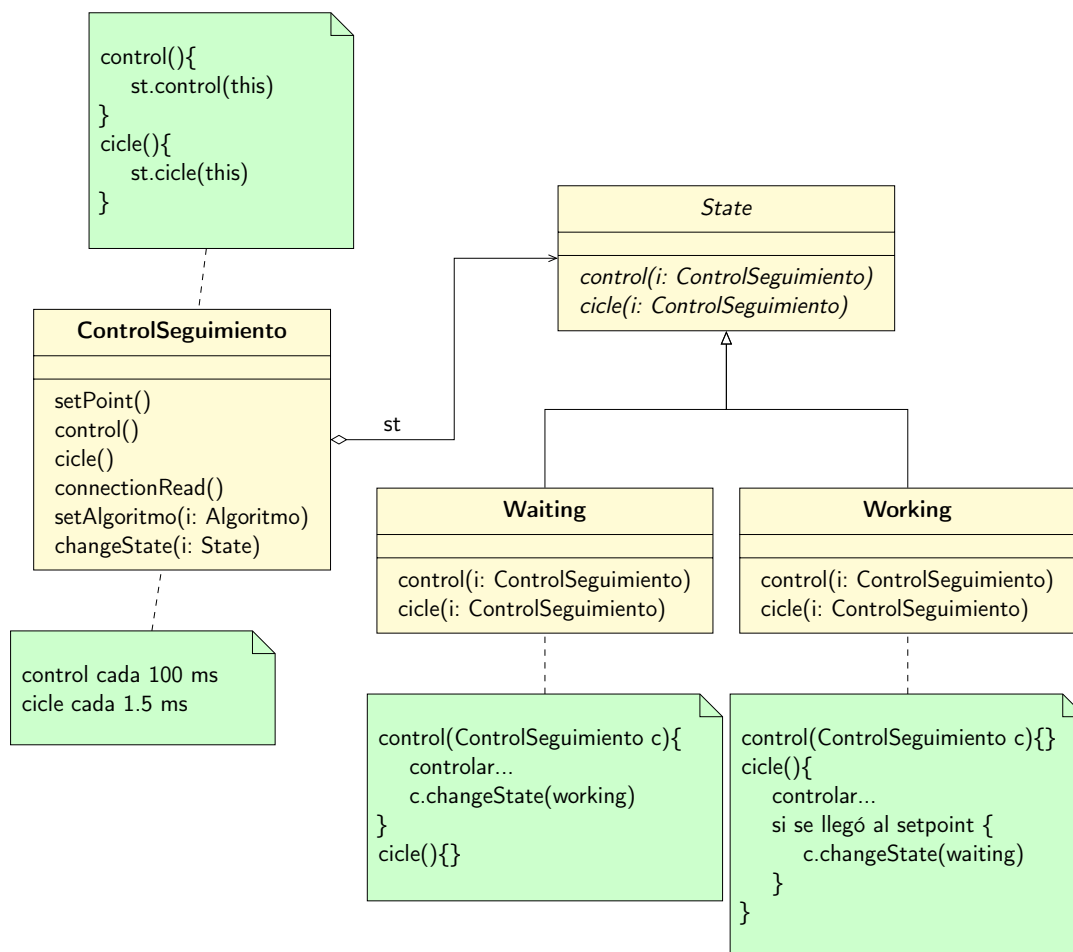 control(){
st.control(this)
}
cicle(){
st.cicle(this)
}
State
control(i: ControlSeguimiento)
cicle(i: ControlSeguimiento)
ControlSeguimiento
setPoint()
control()
cicle()
connectionRead()
setAlgoritmo(i: Algoritmo)
changeState(i: State)
st
Waiting
control(i: ControlSeguimiento)
cicle(i: ControlSeguimiento)
Working
control(i: ControlSeguimiento)
cicle(i: ControlSeguimiento)
control cada 100 ms
cicle cada 1.5 ms
control(ControlSeguimiento c){
controlar...
c.changeState(working)
}
cicle(){}
control(ControlSeguimiento c){}
cicle(){
controlar...
si se llegó al setpoint {
c.changeState(waiting)
}
}